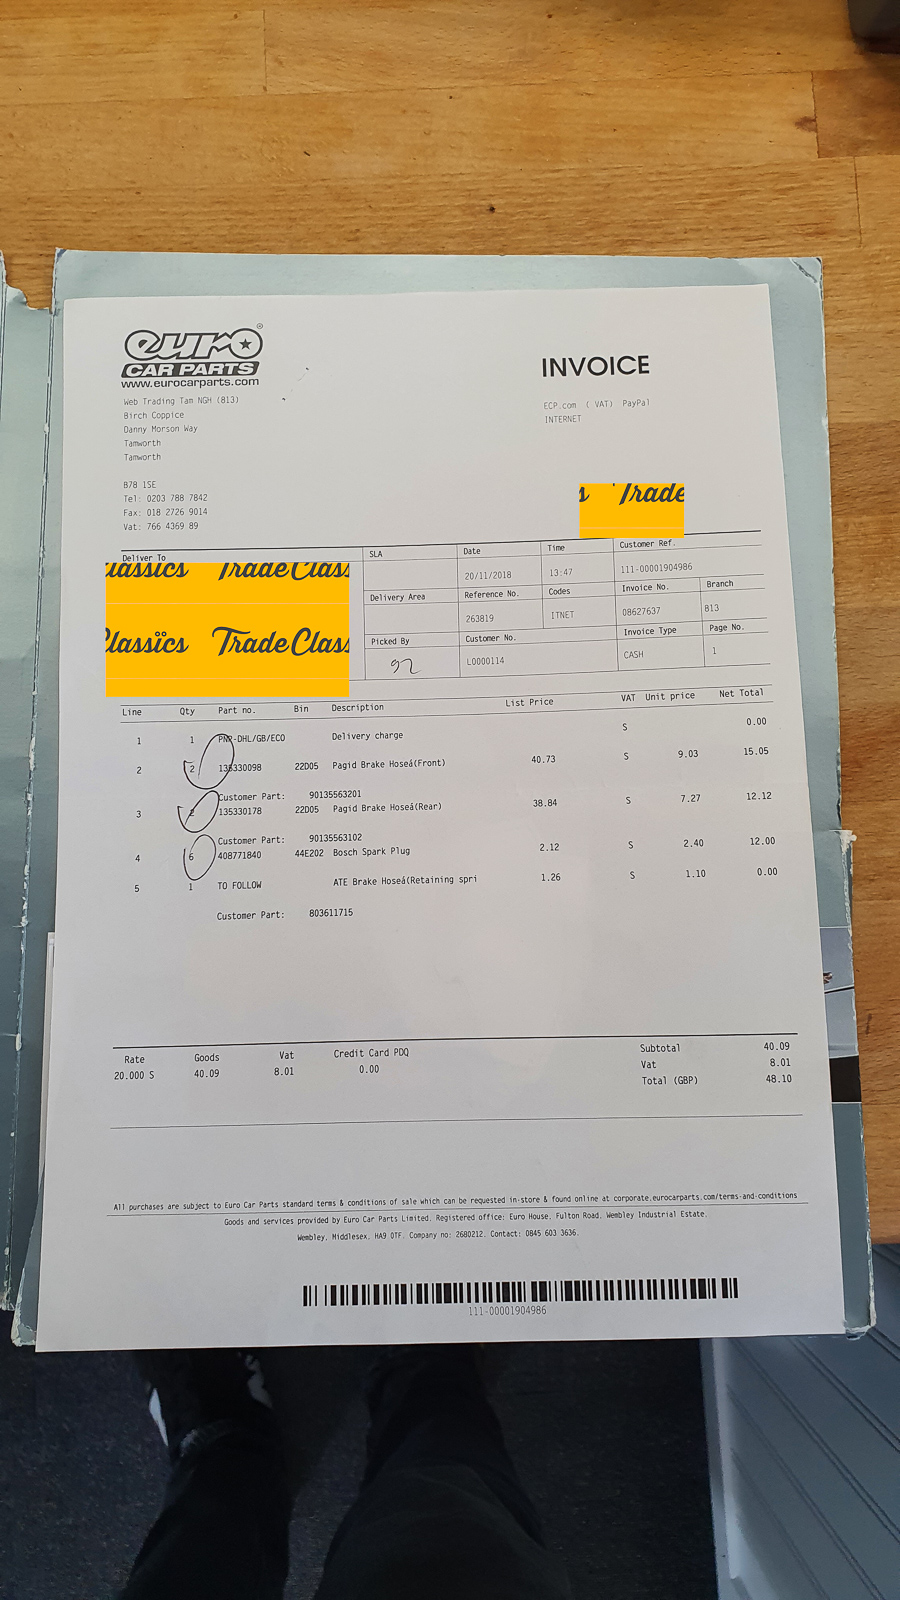 euro®
CAR PARTS
www.eurocarparts.com
INVOICE
Web Trading Tam NGH (813)
Birch Coppice
Danny Morson Way
Tamworth
Tamworth
B78 1SE
Tel: 0203 788 7842
Fax: 018 2726 9014
Vat: 766 4369 89
ECP.com ( VAT) PayPal
INTERNET
Trade
Deliver To
TradeClass
TradeClass
SLA
Date
Time
Customer Ref.
20/11/2018
13:47
111-00001904986
Delivery Area
Reference No.
Codes
Invoice No.
Branch
263819
ITNET
08627637
813
Picked By
Customer No.
Invoice Type
Page No.
92
L0000114
CASH
1
Line Qty Part no. Bin Description List Price VAT Unit price Net Total
1 1 PNP-DHL/GB/ECO Delivery charge S 0.00
2 2 135330098 22D05 Pagid Brake Hoseá(Front) 40.73 S 9.03 15.05
Customer Part: 90135563201
3 2 135330178 22D05 Pagid Brake Hoseá(Rear) 38.84 S 7.27 12.12
Customer Part: 90135563102
4 6 408771840 44E202 Bosch Spark Plug 2.12 S 2.40 12.00
5 1 TO FOLLOW ATE Brake Hoseá(Retaining spri 1.26 S 1.10 0.00
Customer Part: 803611715
Rate Goods Vat Credit Card PDQ
20.000 S 40.09 8.01 0.00
Subtotal 40.09
Vat 8.01
Total (GBP) 48.10
All purchases are subject to Euro Car Parts standard terms & conditions of sale which can be requested in-store & found online at corporate.eurocarparts.com/terms-and-conditions
Goods and services provided by Euro Car Parts Limited. Registered office: Euro House, Fulton Road, Wembley Industrial Estate,
Wembley, Middlesex, HA9 0TF. Company no: 2680212. Contact: 0845 603 3636.
111-00001904986